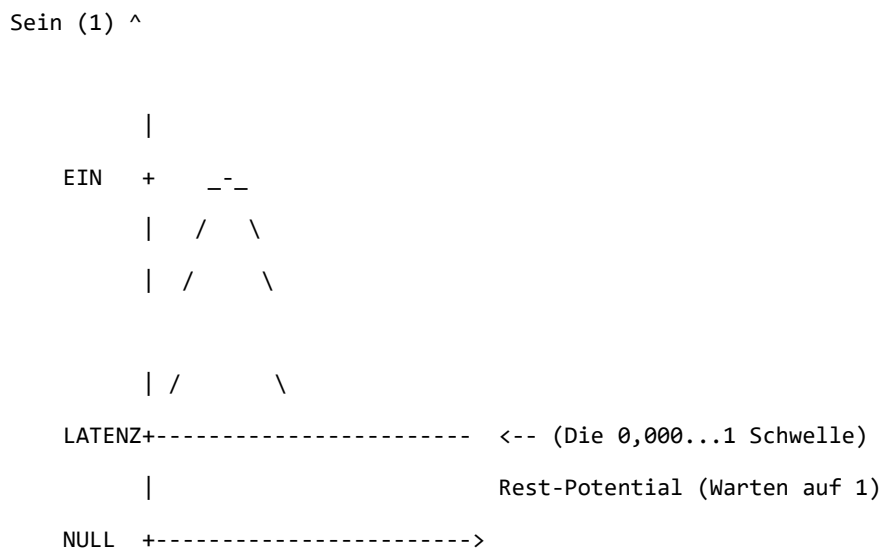 Sein (1) ^
|
EIN + _-_
| / \
| / \
| / \
LATENZ+------------------------ <-- (Die 0,000...1 Schwelle)
| Rest-Potential (Warten auf 1)
NULL +------------------------>